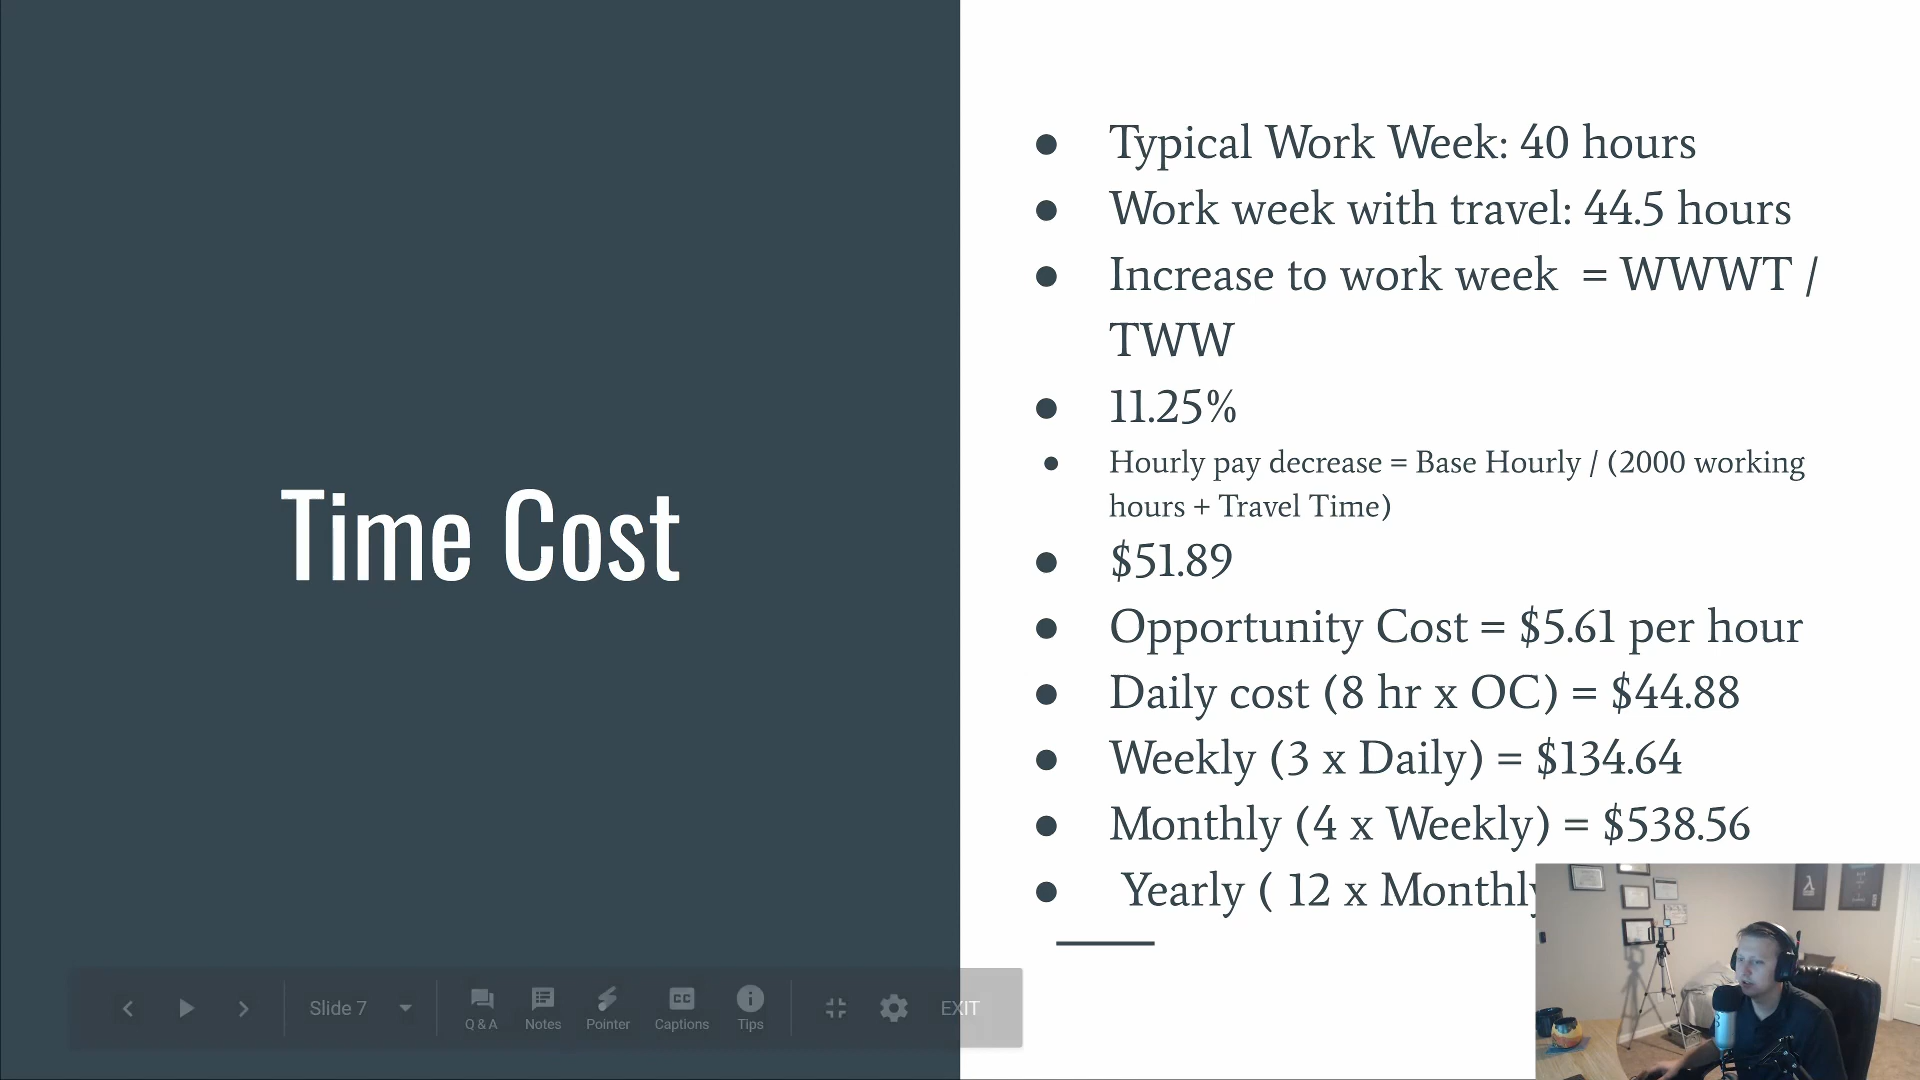 Time Cost
Typical Work Week: 40 hours
Work week with travel: 44.5 hours
Increase to work week = WWWT /
TWW
11.25%
Hourly pay decrease = Base Hourly / (2000 working
hours + Travel Time)
$51.89
Opportunity Cost = $5.61 per hour
Daily cost (8 hr x OC) = $44.88
Weekly (3 x Daily) = $134.64
Monthly (4 x Weekly) = $538.56
Yearly ( 12 x Monthly
Slide 7
Q & A
Notes
Pointer
CC
Captions
Tips
EXIT